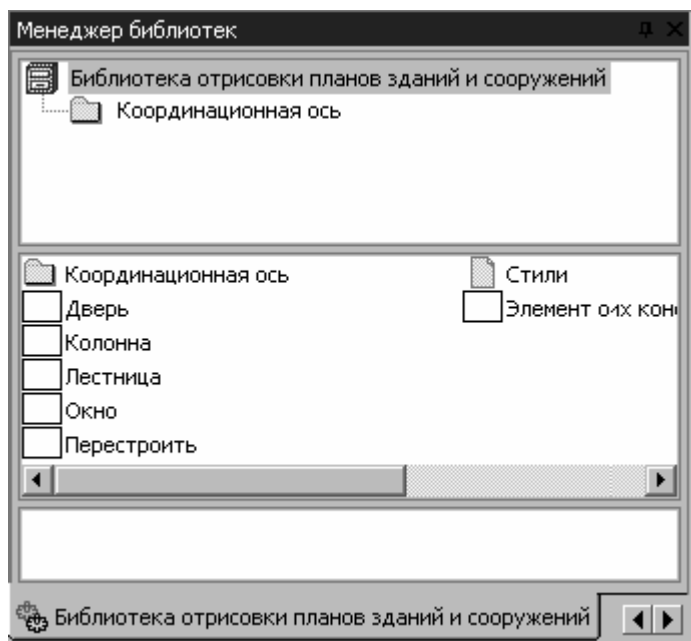 Менеджер библиотек
Библиотека отрисовки планов зданий и сооружений
Координационная ось
Координационная ось
Стили
Дверь
Элемент
Колонна
Лестница
Окно
Перестроить
Библиотека отрисовки планов зданий и сооружений